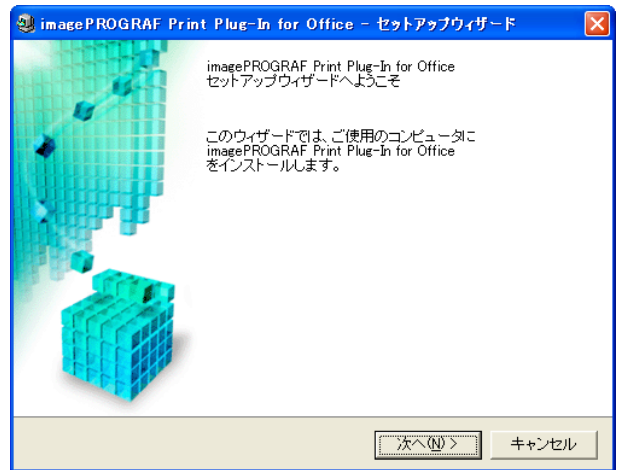 imagePROGRAF Print Plug-In for Office - セットアップウィザード
imagePROGRAF Print Plug-In for Office
セットアップウィザードへようこそ
このウィザードでは、ご使用のコンピュータに
imagePROGRAF Print Plug-In for Office
をインストールします。
次へ(N) >
キャンセル